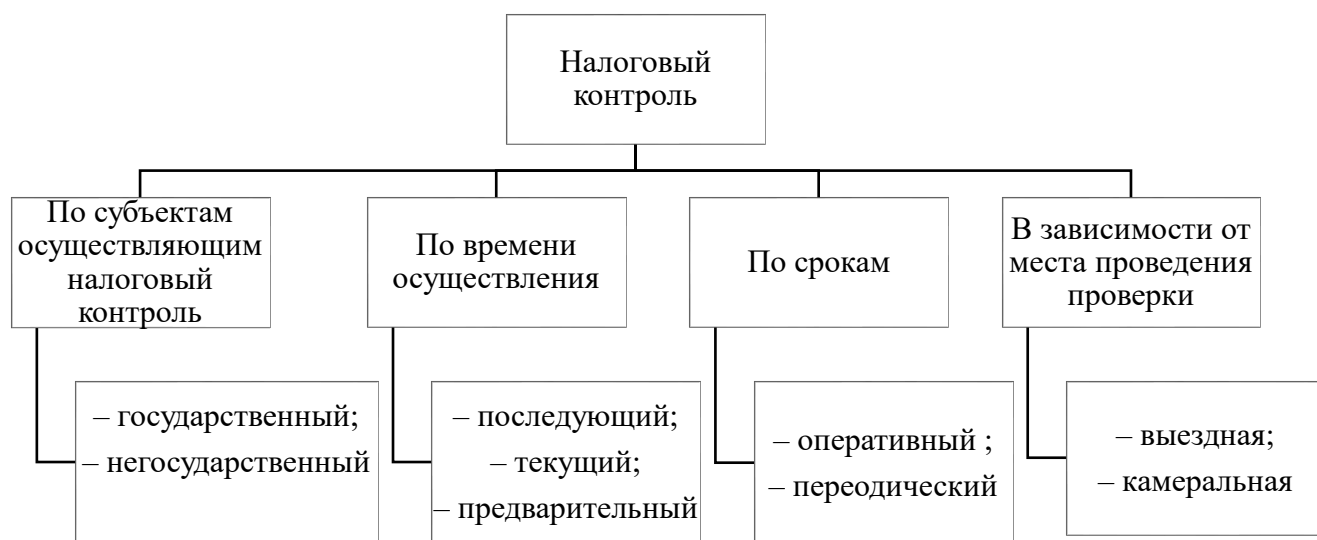 Налоговый
контроль
По субъектам
осуществляющим
налоговый
контроль
По времени
осуществления
По срокам
В зависимости от
места проведения
проверки
– государственный;
– негосударственный
– последующий;
– текущий;
– предварительный
– оперативный ;
– переодический
– выездная;
– камеральная